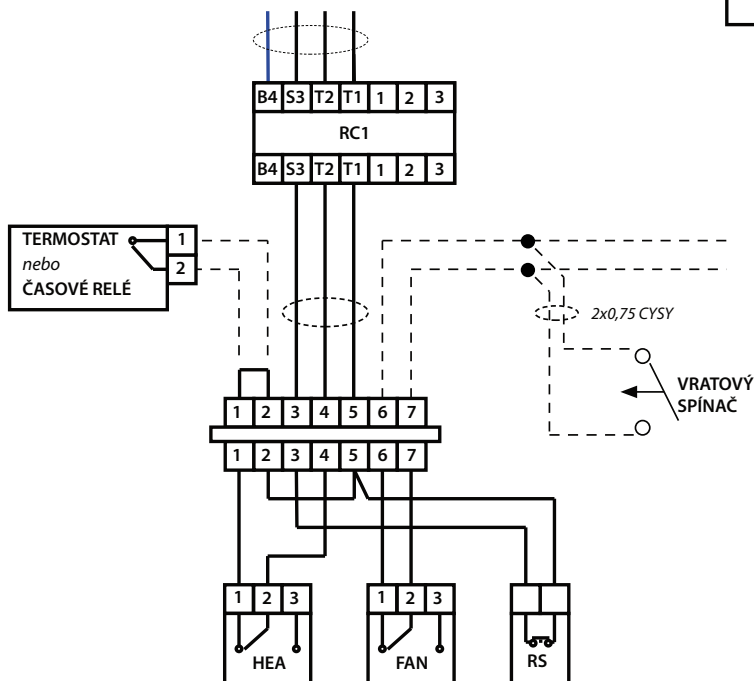 B4 S3 T2 T1 1 2 3
RC1
B4 S3 T2 T1 1 2 3
TERMOSTAT
nebo
ČASOVÉ RELÉ
1
2
2x0,75 CYSY
VRATOVÝ
SPÍNAČ
1 2 3 4 5 6 7
1 2 3 4 5 6 7
1 2 3
HEA
1 2 3
FAN
RS